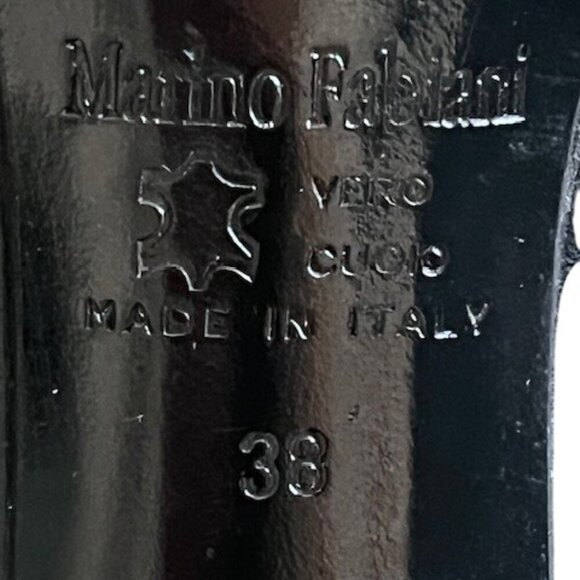 Marino Fabiani
VERO
CUOIO
MADE IN ITALY
38